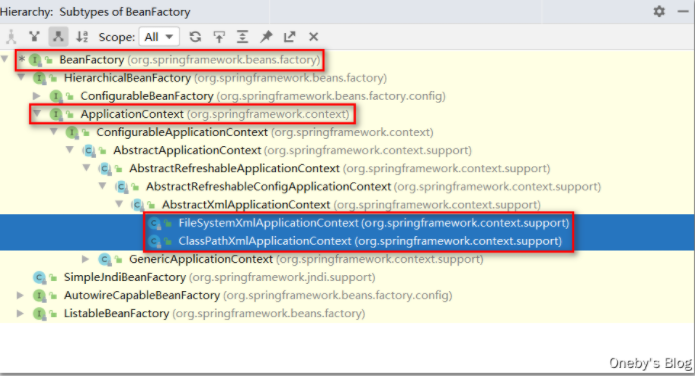 Hierarchy: Subtypes of BeanFactory
Scope: All
* BeanFactory (org.springframework.beans.factory)
HierarchicalBeanFactory (org.springframework.beans.factory)
ConfigurableBeanFactory (org.springframework.beans.factory.config)
ApplicationContext (org.springframework.context)
ConfigurableApplicationContext (org.springframework.context)
AbstractApplicationContext (org.springframework.context.support)
AbstractRefreshableApplicationContext (org.springframework.context.support)
AbstractRefreshableConfigApplicationContext (org.springframework.context.support)
AbstractXmlApplicationContext (org.springframework.context.support)
FileSystemXmlApplicationContext (org.springframework.context.support)
ClassPathXmlApplicationContext (org.springframework.context.support)
GenericApplicationContext (org.springframework.context.support)
SimpleJndiBeanFactory (org.springframework.jndi.support)
AutowireCapableBeanFactory (org.springframework.beans.factory.config)
ListableBeanFactory (org.springframework.beans.factory)
Oneby's Blog